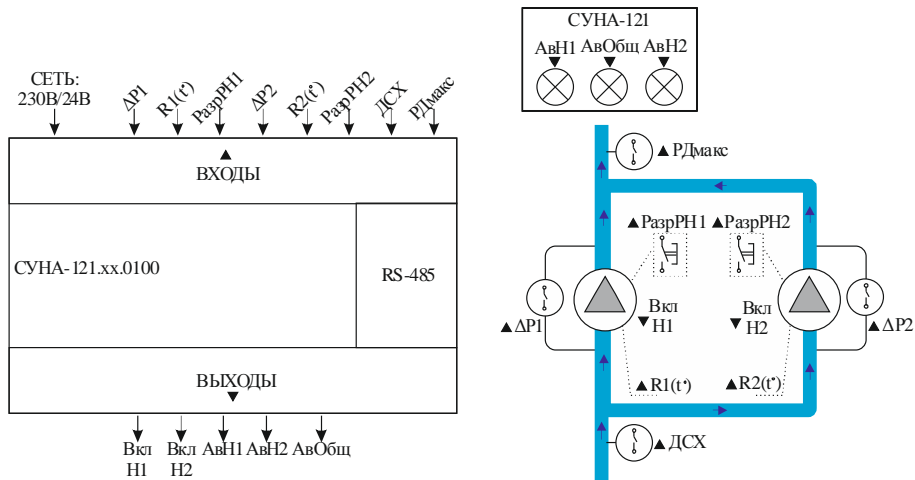 СЕТЬ:
230В/24В
ΔР1
R1(t°)
РазрРН1
ΔР2
R2(t°)
РазрРН2
ДСХ
РДмакс
ВХОДЫ
СУНА-121.хх.0100
RS-485
ВЫХОДЫ
Вкл
Н1
Вкл
Н2
АвН1
АвН2
АвОбщ
СУНА-121
АвН1
АвОбщ
АвН2
РДмакс
РазрРН1
РазрРН2
Вкл
Н1
Вкл
Н2
ΔР1
ΔР2
R1(t°)
R2(t°)
ДСХ